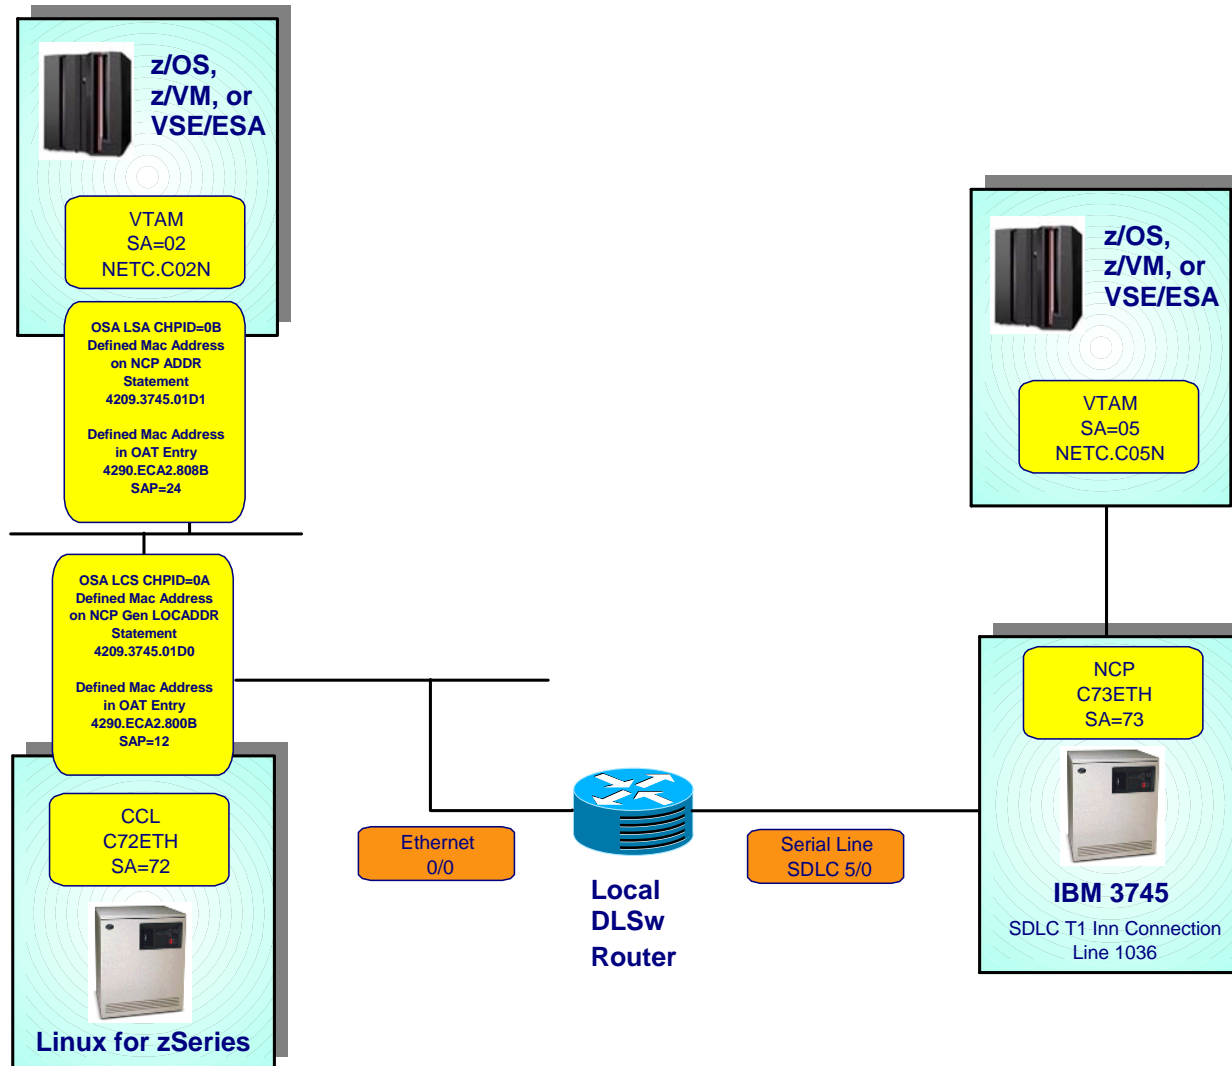 z/OS,
z/VM, or
VSE/ESA
VTAM
SA=02
NETC.C02N
OSA LSA CHPID=0B
Defined Mac Address
on NCP ADDR
Statement
4209.3745.01D1
Defined Mac Address
in OAT Entry
4290.ECA2.808B
SAP=24
OSA LCS CHPID=0A
Defined Mac Address
on NCP Gen LOCADDR
Statement
4209.3745.01D0
Defined Mac Address
in OAT Entry
4290.ECA2.800B
SAP=12
CCL
C72ETH
SA=72
Linux for zSeries
Ethernet
0/0
Local
DLSw
Router
Serial Line
SDLC 5/0
z/OS,
z/VM, or
VSE/ESA
VTAM
SA=05
NETC.C05N
NCP
C73ETH
SA=73
IBM 3745
SDLC T1 Inn Connection
Line 1036